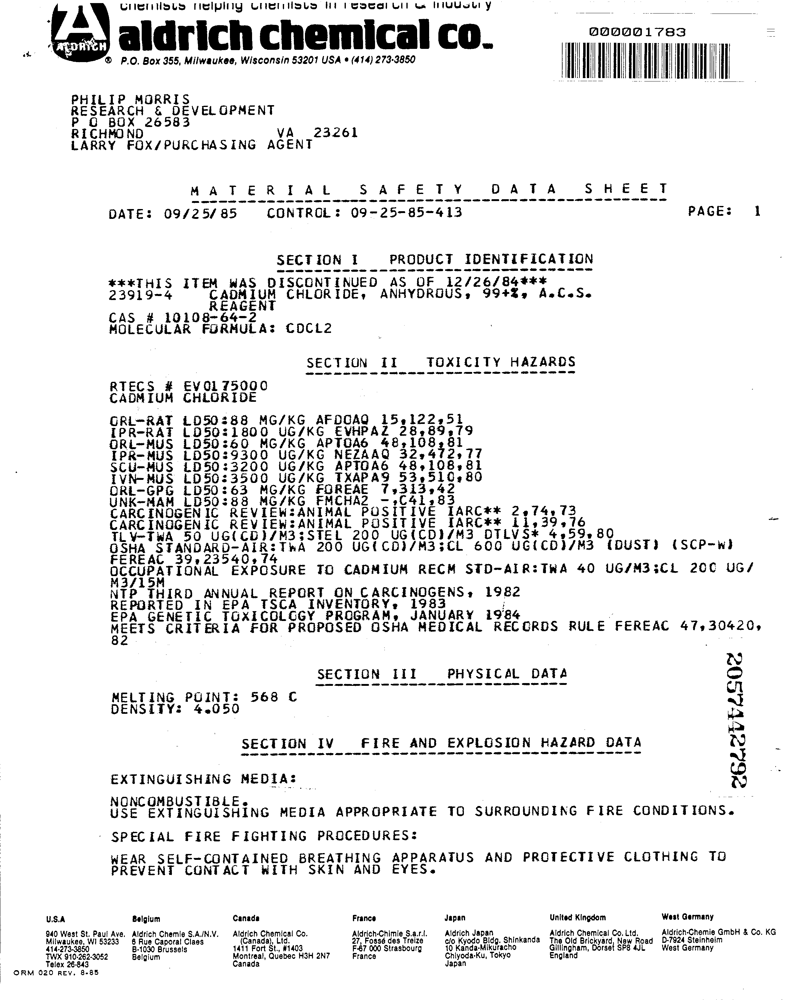 chemists helping chemists in research & industry
aldrich chemical co.
ALDRICH
®
P.O. Box 355, Milwaukee, Wisconsin 53201 USA • (414) 273-3850
000001783
PHILIP MORRIS
RESEARCH & DEVELOPMENT
P O BOX 26583
RICHMOND VA 23261
LARRY FOX/PURCHASING AGENT
MATERIAL SAFETY DATA SHEET
DATE: 09/25/85 CONTROL: 09-25-85-413 PAGE: 1
SECTION I PRODUCT IDENTIFICATION
***THIS ITEM WAS DISCONTINUED AS OF 12/26/84***
23919-4 CADMIUM CHLORIDE, ANHYDROUS, 99+%, A.C.S.
REAGENT
CAS # 10108-64-2
MOLECULAR FORMULA: CDCL2
SECTION II TOXICITY HAZARDS
RTECS # EV0175000
CADMIUM CHLORIDE
ORL-RAT LD50:88 MG/KG AFDOAQ 15,122,51
IPR-RAT LD50:1800 UG/KG EVHPAZ 28,89,79
ORL-MUS LD50:60 MG/KG APTOA6 48,108,81
IPR-MUS LD50:9300 UG/KG NEZAAQ 32,472,77
SCU-MUS LD50:3200 UG/KG APTOA6 48,108,81
IVN-MUS LD50:3500 UG/KG TXAPA9 53,510,80
ORL-GPG LD50:63 MG/KG FOREAE 7,313,42
UNK-MAM LD50:88 MG/KG FMCHA2 -,C41,83
CARCINOGENIC REVIEW:ANIMAL POSITIVE IARC** 2,74,73
CARCINOGENIC REVIEW:ANIMAL POSITIVE IARC** 11,39,76
TLV-TWA 50 UG(CD)/M3;STEL 200 UG(CD)/M3 DTLVS* 4,59,80
OSHA STANDARD-AIR:TWA 200 UG(CD)/M3;CL 600 UG(CD)/M3 (DUST) (SCP-W)
FEREAC 39,23540,74
OCCUPATIONAL EXPOSURE TO CADMIUM RECM STD-AIR:TWA 40 UG/M3;CL 200 UG/
M3/15M
NTP THIRD ANNUAL REPORT ON CARCINOGENS, 1982
REPORTED IN EPA TSCA INVENTORY, 1983
EPA GENETIC TOXICOLOGY PROGRAM, JANUARY 1984
MEETS CRITERIA FOR PROPOSED OSHA MEDICAL RECORDS RULE FEREAC 47,30420,
82
SECTION III PHYSICAL DATA
MELTING POINT: 568 C
DENSITY: 4.050
2057442792
SECTION IV FIRE AND EXPLOSION HAZARD DATA
EXTINGUISHING MEDIA:
NONCOMBUSTIBLE.
USE EXTINGUISHING MEDIA APPROPRIATE TO SURROUNDING FIRE CONDITIONS.
SPECIAL FIRE FIGHTING PROCEDURES:
WEAR SELF-CONTAINED BREATHING APPARATUS AND PROTECTIVE CLOTHING TO
PREVENT CONTACT WITH SKIN AND EYES.
U.S.A
940 West St. Paul Ave.
Milwaukee, WI 53233
414-273-3850
TWX 910-262-3052
Telex 26-843
Belgium
Aldrich Chemie S.A./N.V.
6 Rue Caporal Claes
B-1030 Brussels
Belgium
Canada
Aldrich Chemical Co.
(Canada), Ltd.
1411 Fort St., #1403
Montreal, Quebec H3H 2N7
Canada
France
Aldrich-Chimie S.a.r.l.
27, Fossé des Treize
F-67 000 Strasbourg
France
Japan
Aldrich Japan
c/o Kyodo Bldg. Shinkanda
10 Kanda-Mikuracho
Chiyoda-Ku, Tokyo
Japan
United Kingdom
Aldrich Chemical Co. Ltd.
The Old Brickyard, New Road
Gillingham, Dorset SP8 4JL
England
West Germany
Aldrich-Chemie GmbH & Co. KG
D-7924 Steinheim
West Germany
ORM 020 REV. 8-85